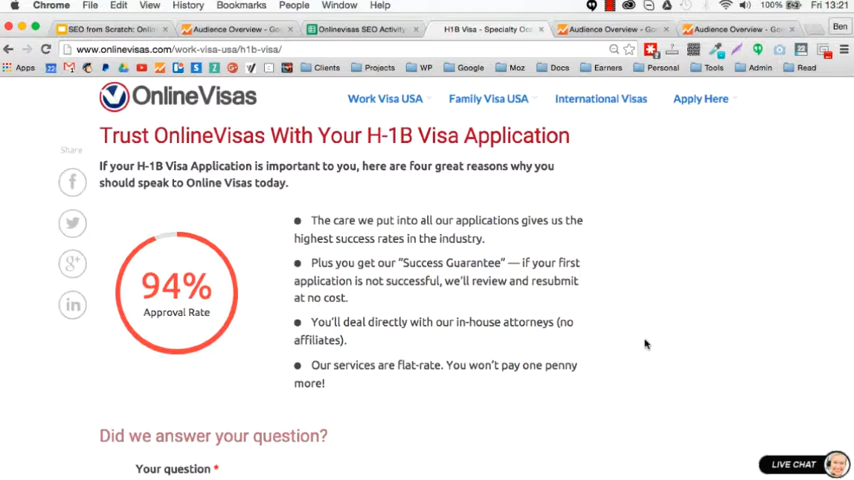 Chrome File Edit View History Bookmarks People Window Help 100% Fri 13:21
SEO from Scratch: Onlinevis Audience Overview - Goo Onlinevisas SEO Activity H1B Visa - Specialty Occ Audience Overview - Goo Audience Overview - Goo Ben
www.onlinevisas.com/work-visa-usa/h1b-visa/
Apps Clients Projects WP Google Moz Docs Earners Personal Tools Admin Read
OnlineVisas Work Visa USA Family Visa USA International Visas Apply Here
Trust OnlineVisas With Your H-1B Visa Application
Share
If your H-1B Visa Application is important to you, here are four great reasons why you
should speak to Online Visas today.
94%
Approval Rate
● The care we put into all our applications gives us the
highest success rates in the industry.
● Plus you get our “Success Guarantee” — if your first
application is not successful, we’ll review and resubmit
at no cost.
● You’ll deal directly with our in-house attorneys (no
affiliates).
● Our services are flat-rate. You won’t pay one penny
more!
Did we answer your question?
Your question *
LIVE CHAT